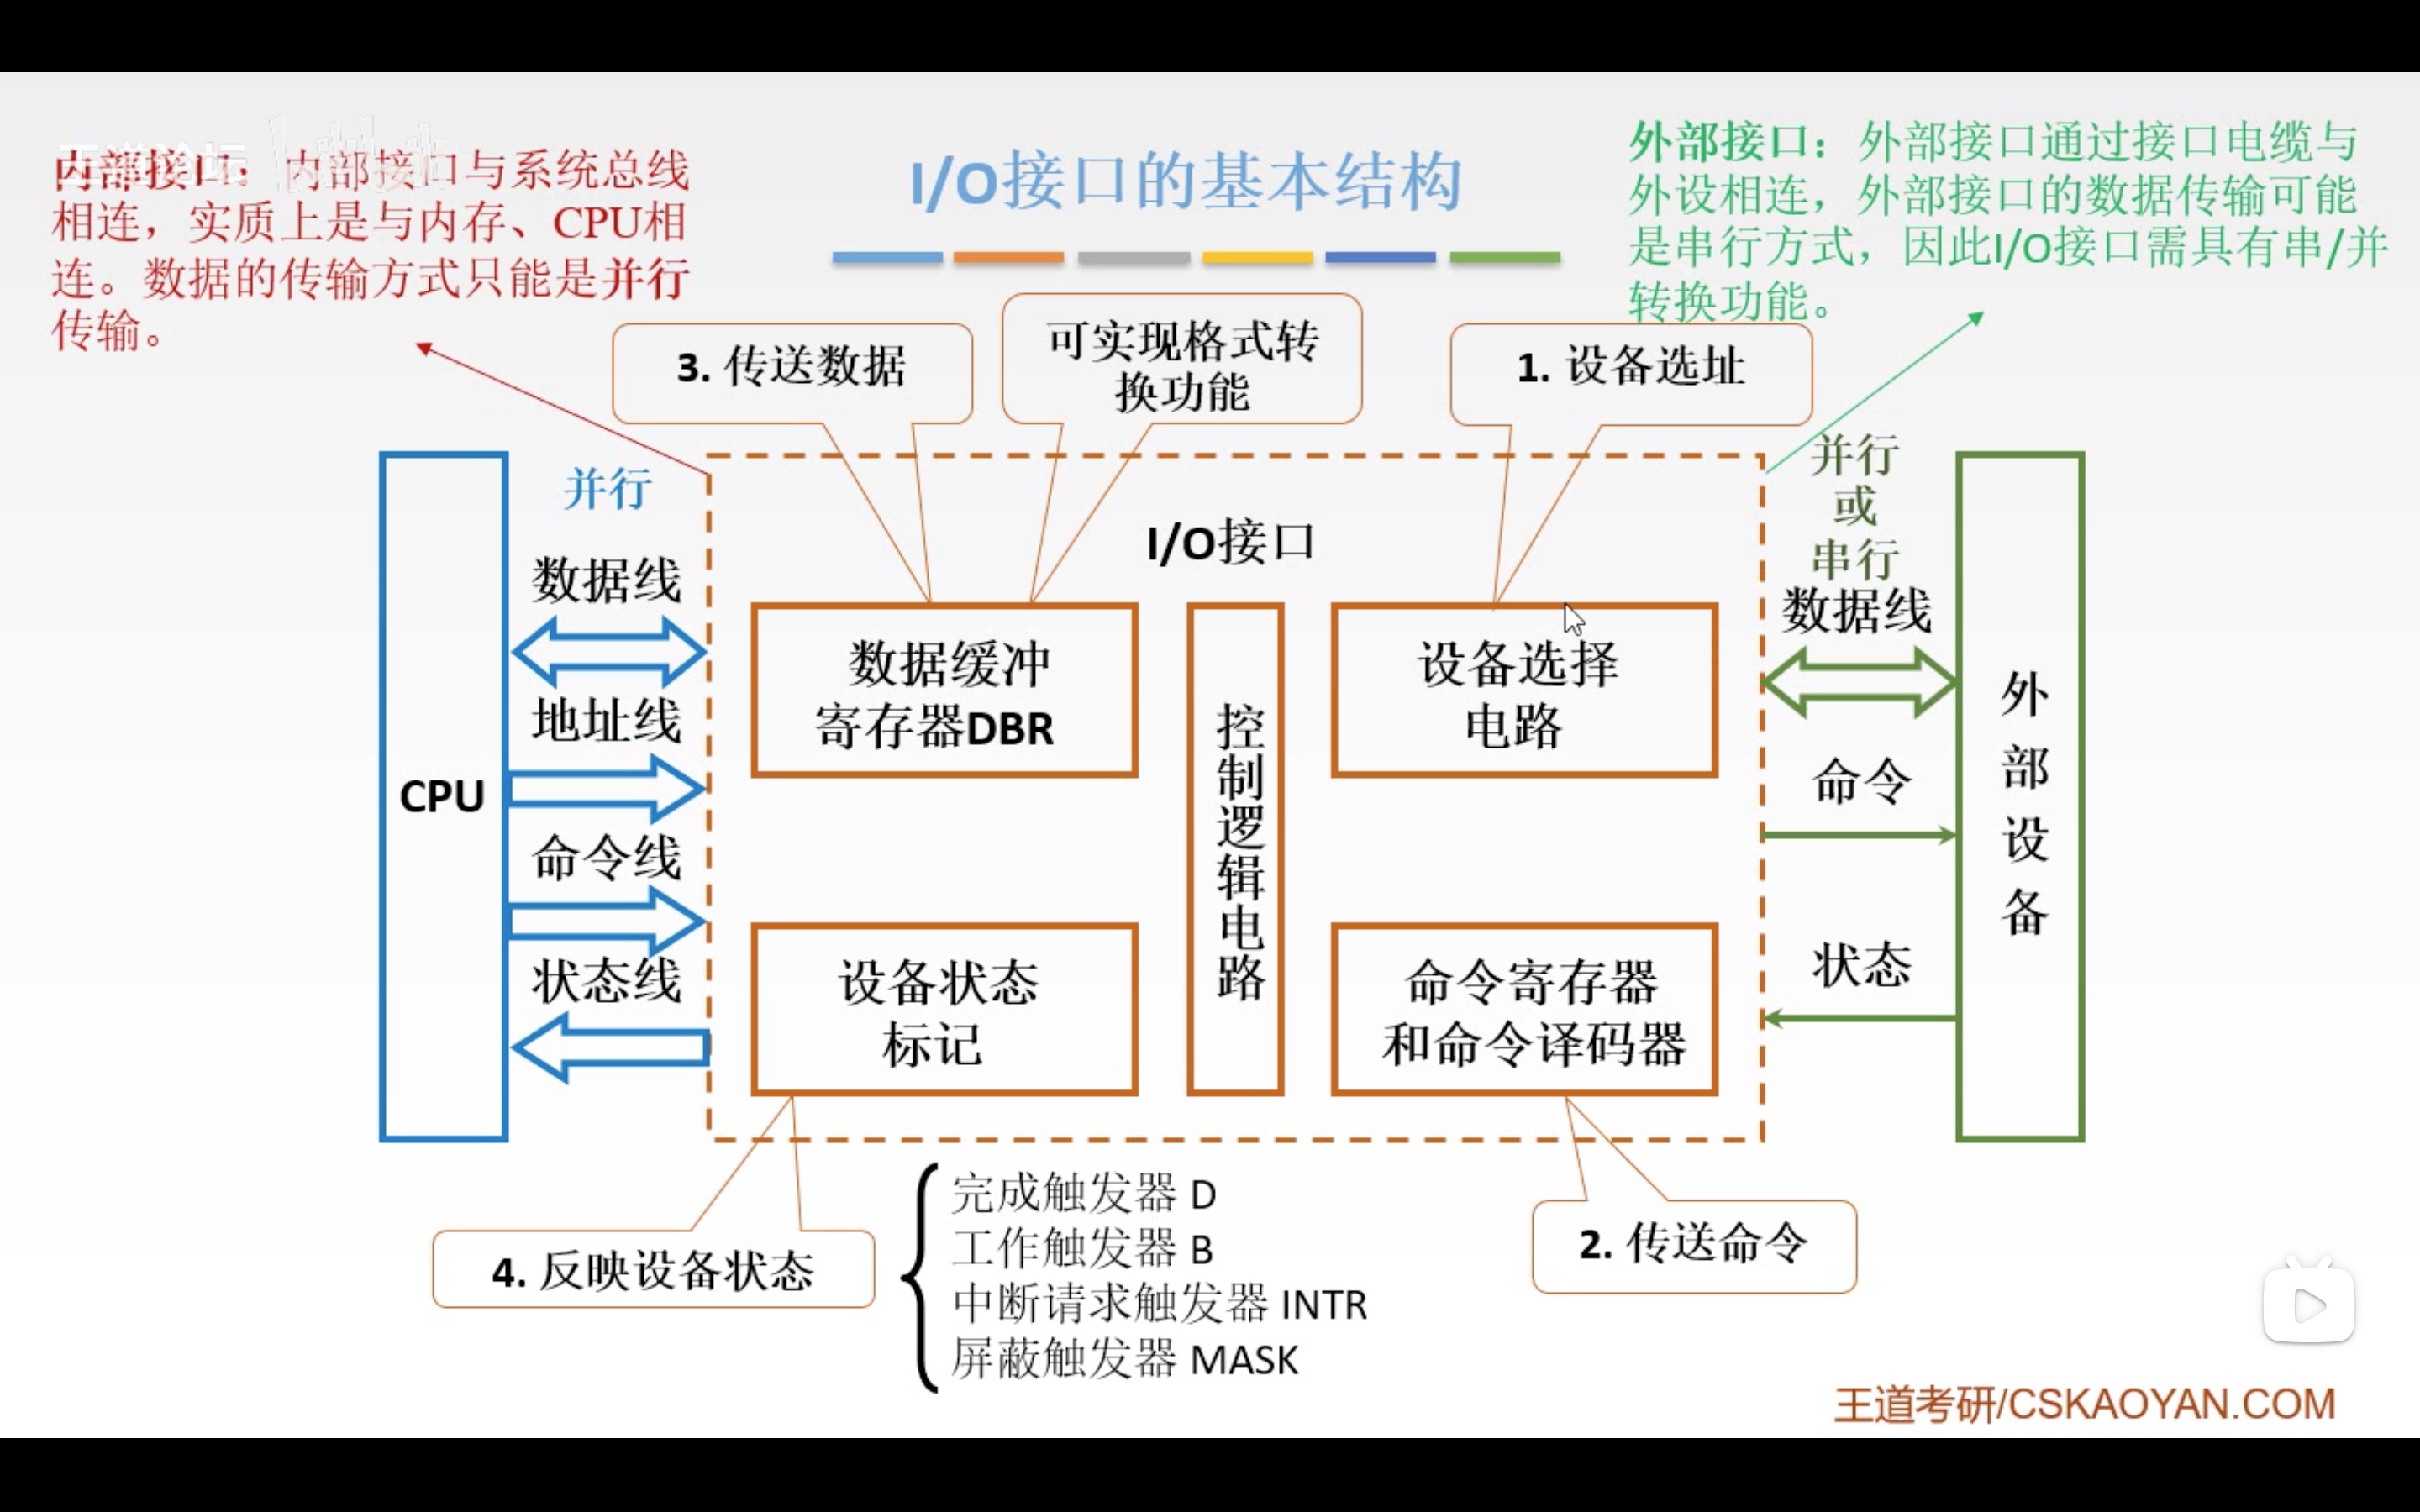 I/O接口的基本结构
内部接口：内部接口与系统总线
相连，实质上是与内存、CPU相
连。数据的传输方式只能是并行
传输。
外部接口：外部接口通过接口电缆与
外设相连，外部接口的数据传输可能
是串行方式，因此I/O接口需具有串/并
转换功能。
3. 传送数据
可实现格式转
换功能
1. 设备选址
CPU
并行
数据线
地址线
命令线
状态线
I/O接口
数据缓冲
寄存器DBR
控制逻辑电路
设备选择
电路
设备状态
标记
命令寄存器
和命令译码器
并行
或
串行
数据线
命令
状态
外部设备
4. 反映设备状态
完成触发器 D
工作触发器 B
中断请求触发器 INTR
屏蔽触发器 MASK
2. 传送命令
王道考研/CSKAOYAN.COM